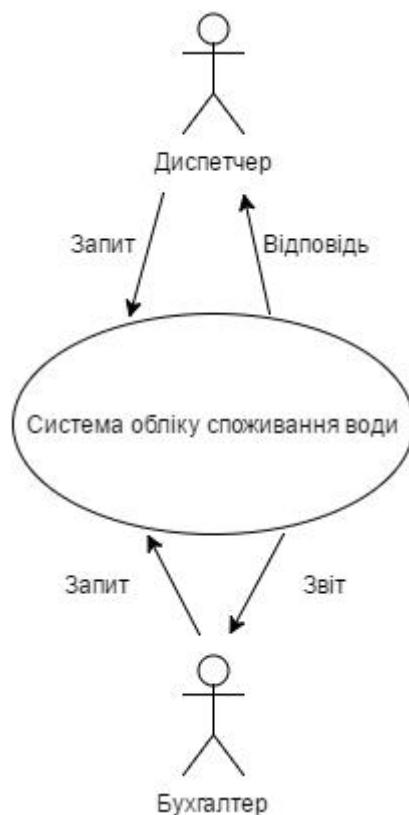 Диспетчер
Запит
Відповідь
Система обліку споживання води
Запит
Звіт
Бухгалтер